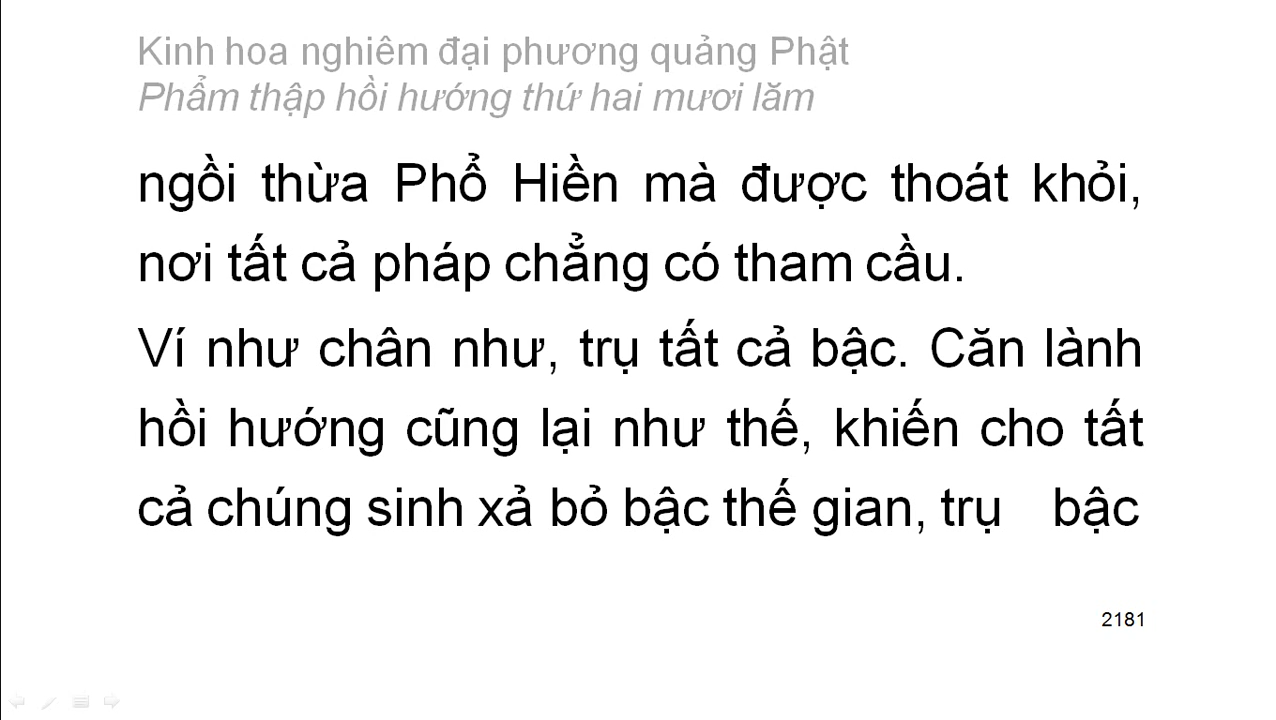 Kinh hoa nghiêm đại phương quảng Phật
Phẩm thập hồi hướng thứ hai mươi lăm
ngồi thừa Phổ Hiền mà được thoát khỏi,
nơi tất cả pháp chẳng có tham cầu.
Ví như chân như, trụ tất cả bậc. Căn lành
hồi hướng cũng lại như thế, khiến cho tất
cả chúng sinh xả bỏ bậc thế gian, trụ bậc
2181